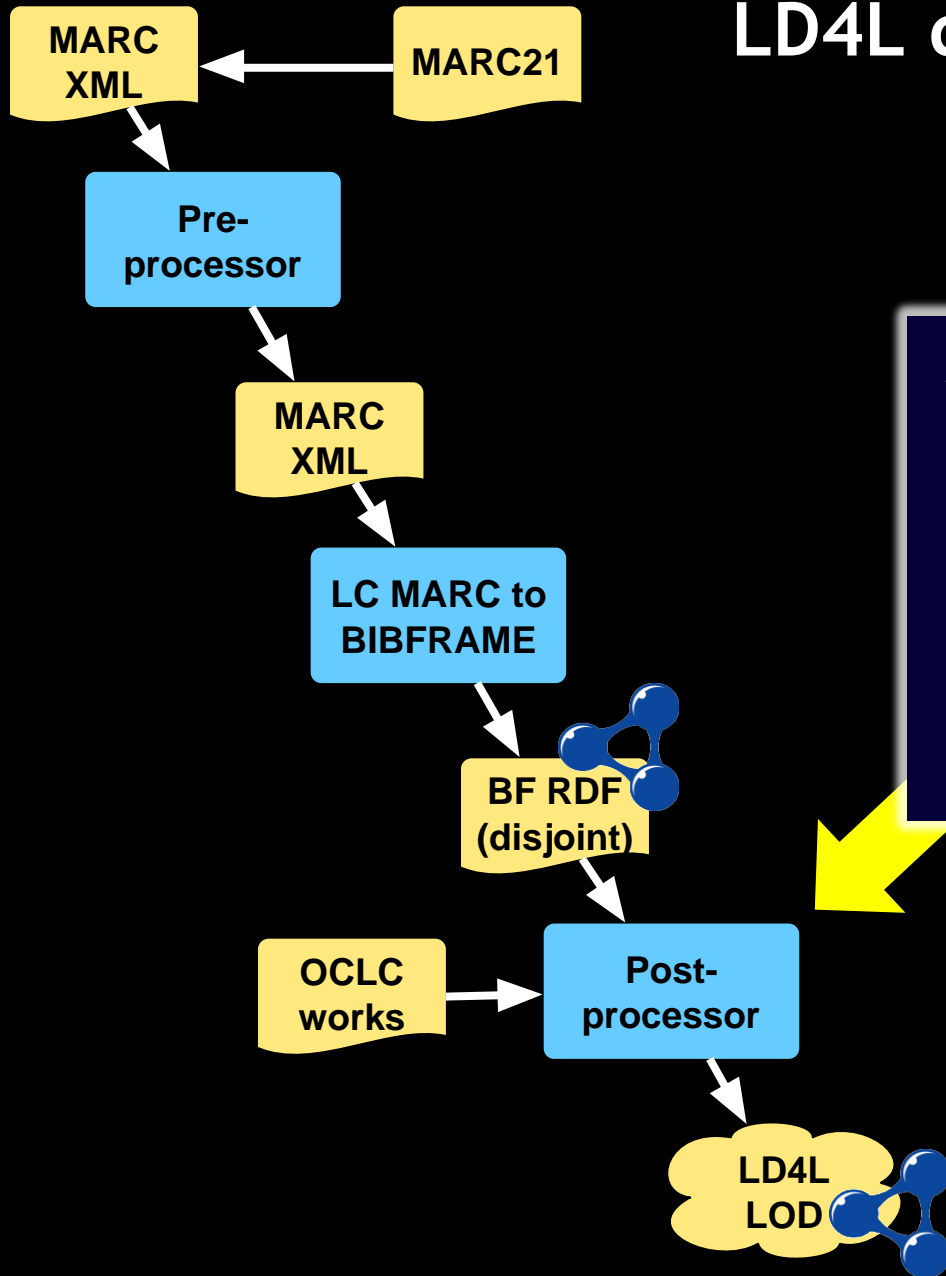 LD4L
MARC
XML
MARC21
Pre-
processor
MARC
XML
LC MARC to
BIBFRAME
BF RDF
(disjoint)
OCLC
works
Post-
processor
LD4L
LOD